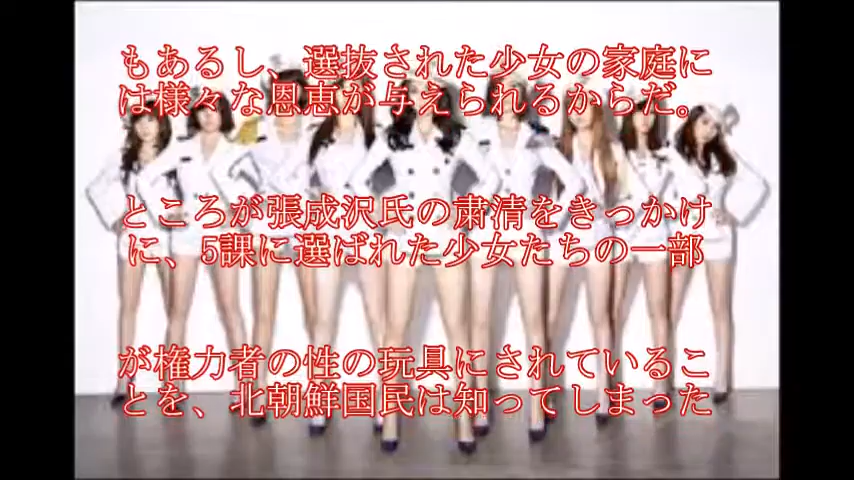 もあるし、選抜された少女の家庭に
は様々な恩恵が与えられるからだ。
ところが張成沢氏の粛清をきっかけ
に、5課に選ばれた少女たちの一部
が権力者の性の玩具にされているこ
とを、北朝鮮国民は知ってしまった